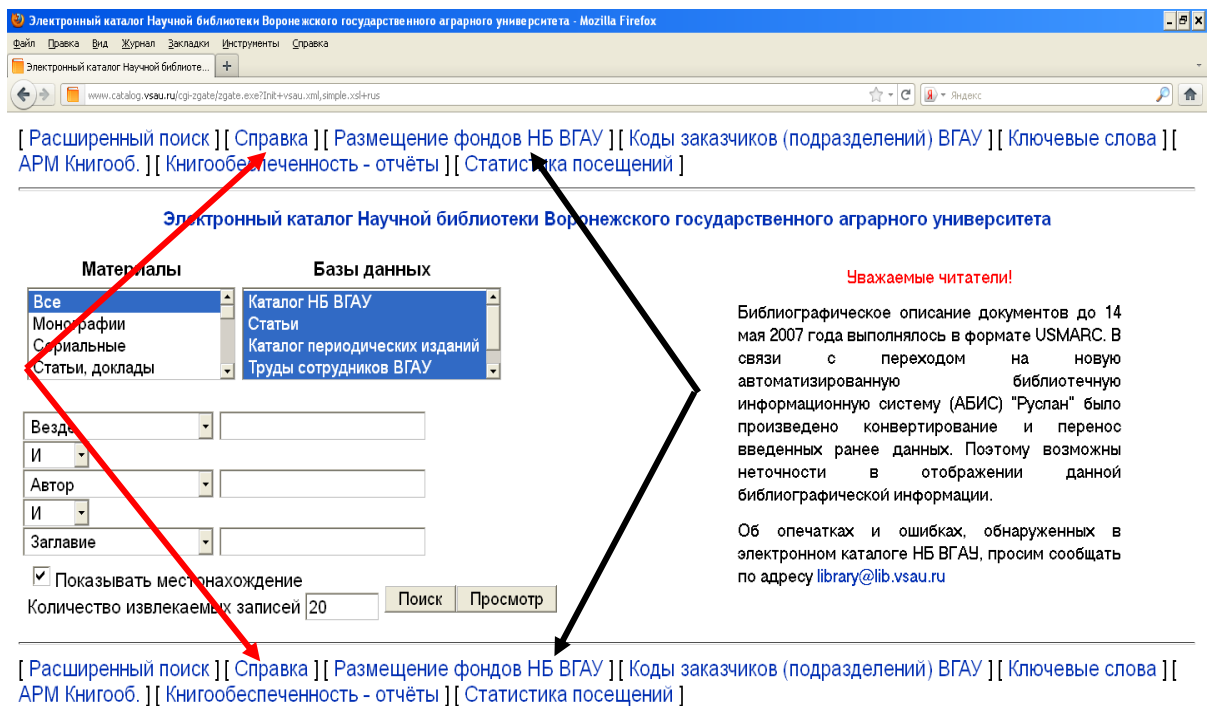 Электронный каталог Научной библиотеки Воронежского государственного аграрного университета - Mozilla Firefox
Файл Правка Вид Журнал Закладки Инструменты Справка
Электронный каталог Научной библиоте...
www.catalog.vsau.ru/cgi-zgate/zgate.exe?Init+vsau.xml,simple.xsl+rus
Яндекс
[ Расширенный поиск ] [ Справка ] [ Размещение фондов НБ ВГАУ ] [ Коды заказчиков (подразделений) ВГАУ ] [ Ключевые слова ] [
АРМ Книгооб. ] [ Книгообеспеченность - отчёты ] [ Статистика посещений ]
Электронный каталог Научной библиотеки Воронежского государственного аграрного университета
Материалы
Все
Монографии
Сериальные
Статьи, доклады
Базы данных
Каталог НБ ВГАУ
Статьи
Каталог периодических изданий
Труды сотрудников ВГАУ
Везде
И
Автор
И
Заглавие
Показывать местонахождение
Количество извлекаемых записей 20 Поиск Просмотр
Уважаемые читатели!
Библиографическое описание документов до 14
мая 2007 года выполнялось в формате USMARC. В
связи с переходом на новую
автоматизированную библиотечную
информационную систему (АБИС) "Руслан" было
произведено конвертирование и перенос
введенных ранее данных. Поэтому возможны
неточности в отображении данной
библиографической информации.
Об опечатках и ошибках, обнаруженных в
электронном каталоге НБ ВГАУ, просим сообщать
по адресу library@lib.vsau.ru
[ Расширенный поиск ] [ Справка ] [ Размещение фондов НБ ВГАУ ] [ Коды заказчиков (подразделений) ВГАУ ] [ Ключевые слова ] [
АРМ Книгооб. ] [ Книгообеспеченность - отчёты ] [ Статистика посещений ]